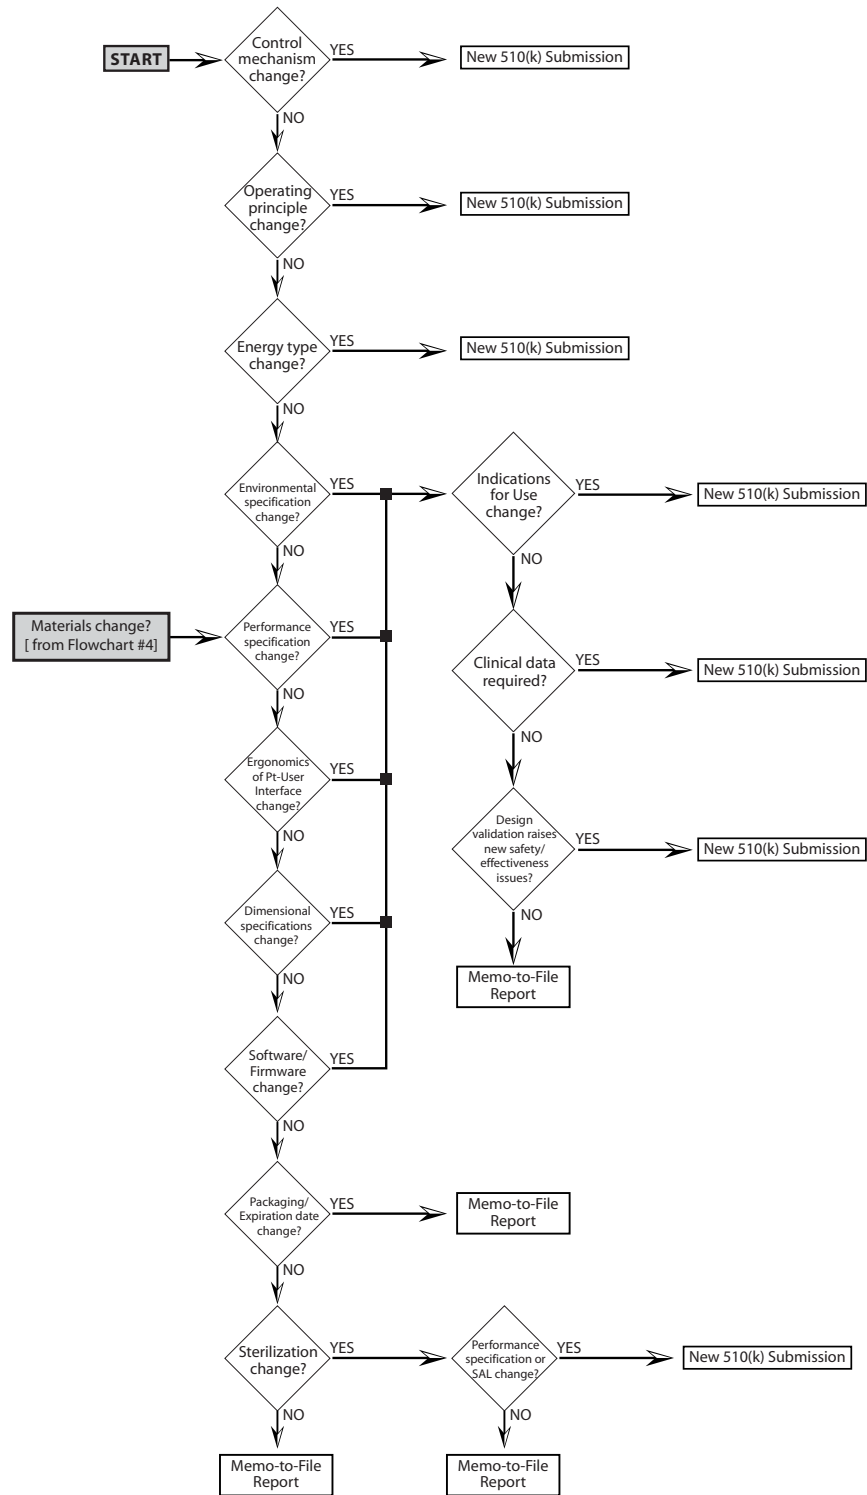 START
Control
mechanism
change?
YES
New 510(k) Submission
NO
Operating
principle
change?
YES
New 510(k) Submission
NO
Energy type
change?
YES
New 510(k) Submission
NO
Environmental
specification
change?
YES
Indications
for Use
change?
YES
New 510(k) Submission
NO
NO
Materials change?
[ from Flowchart #4]
Performance
specification
change?
YES
Clinical data
required?
YES
New 510(k) Submission
NO
NO
Ergonomics
of Pt-User
Interface
change?
YES
Design
validation raises
new safety/
effectiveness
issues?
YES
New 510(k) Submission
NO
NO
Dimensional
specifications
change?
YES
Memo-to-File
Report
NO
Software/
Firmware
change?
YES
NO
Packaging/
Expiration date
change?
YES
Memo-to-File
Report
NO
Sterilization
change?
YES
Performance
specification or
SAL change?
YES
New 510(k) Submission
NO
NO
Memo-to-File
Report
Memo-to-File
Report